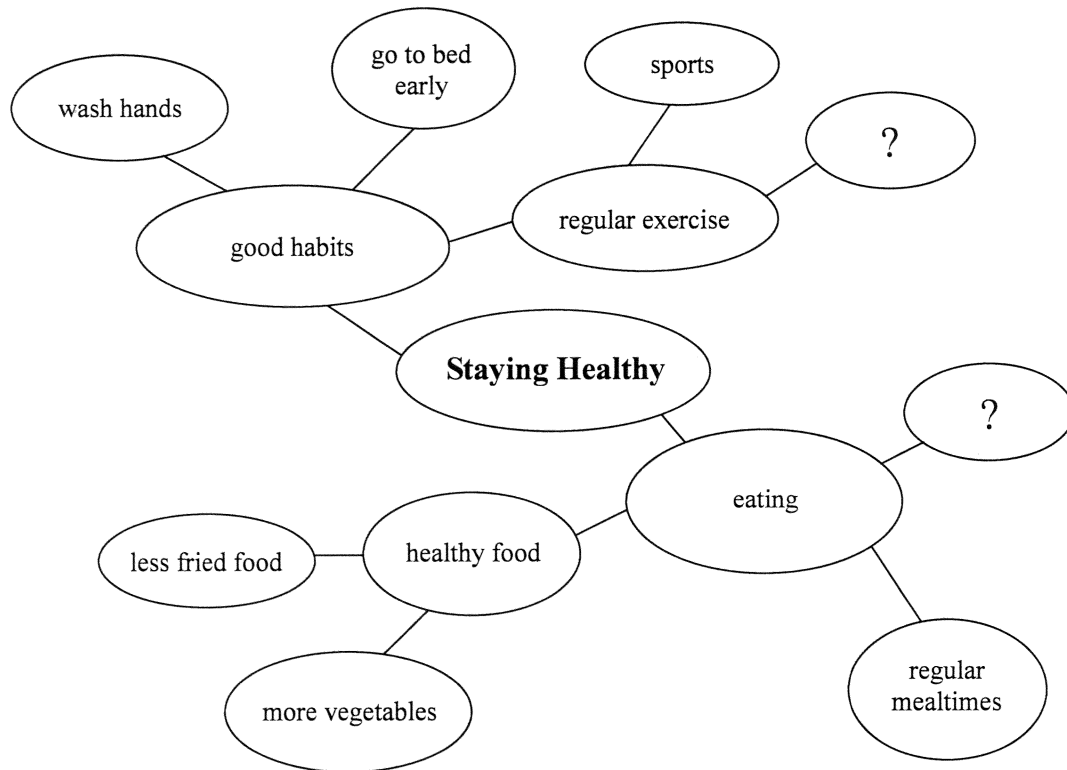 go to bed
early
sports
wash hands
?
regular exercise
good habits
Staying Healthy
?
eating
healthy food
less fried food
regular
mealtimes
more vegetables